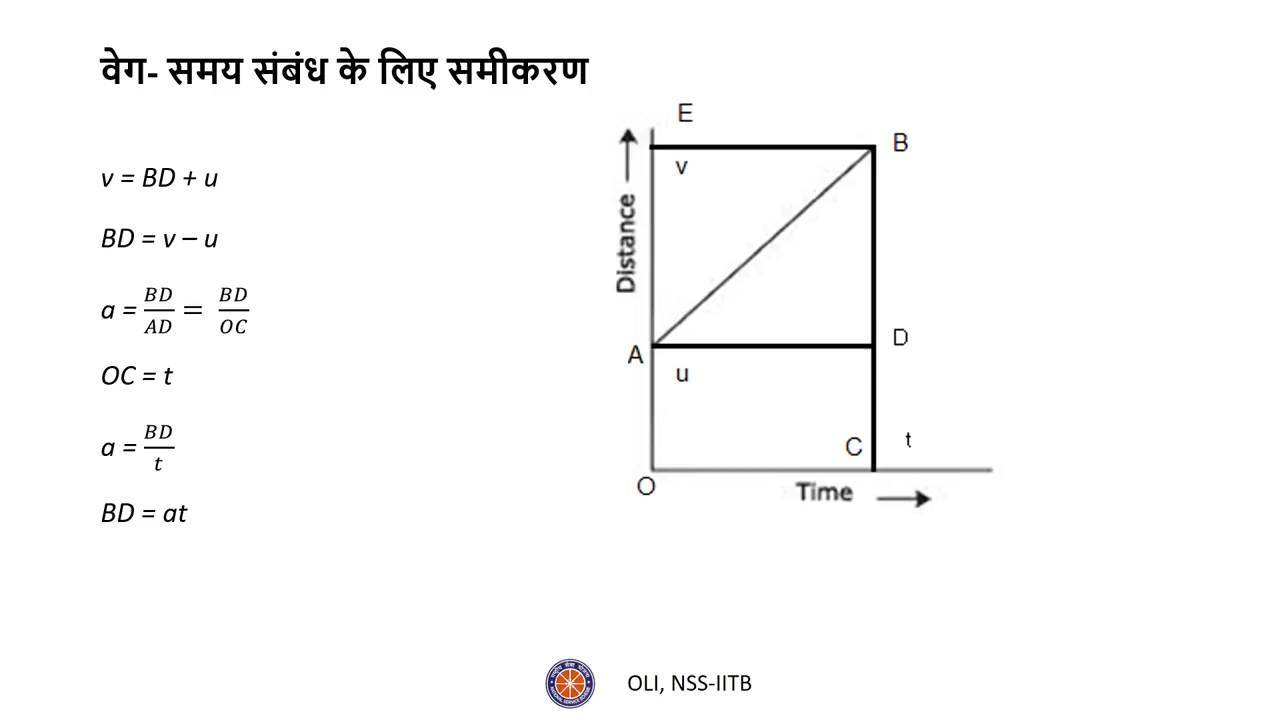 वेग- समय संबंध के लिए समीकरण
v = BD + u
BD = v – u
a = BD/AD = BD/OC
OC = t
a = BD/t
BD = at
E
B
v
Distance
D
A
u
C
t
O
Time
OLI, NSS-IITB